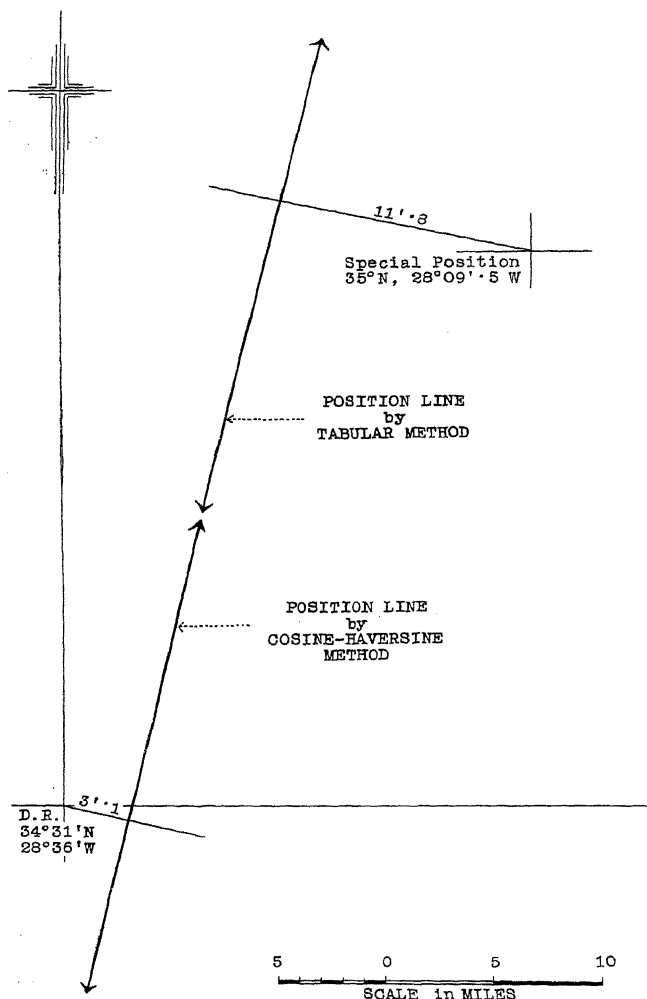 11'·8
Special Position
35°N, 28°09'·5 W
POSITION LINE
by
TABULAR METHOD
POSITION LINE
by
COSINE-HAVERSINE
METHOD
3'·1
D.R.
34°31'N
28°36'W
5 0 5 10
SCALE in MILES